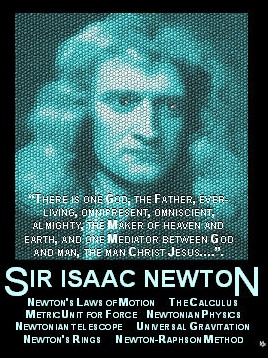 "There is one God, the Father, ever-
living, omnipresent, omniscient,
almighty, the Maker of heaven and
earth, and one Mediator between God
and man, the man Christ Jesus....".
Sir Isaac Newton
Newton's Laws of Motion The Calculus
Metric Unit for Force Newtonian Physics
Newtonian telescope Universal Gravitation
Newton's Rings Newton-Raphson Method